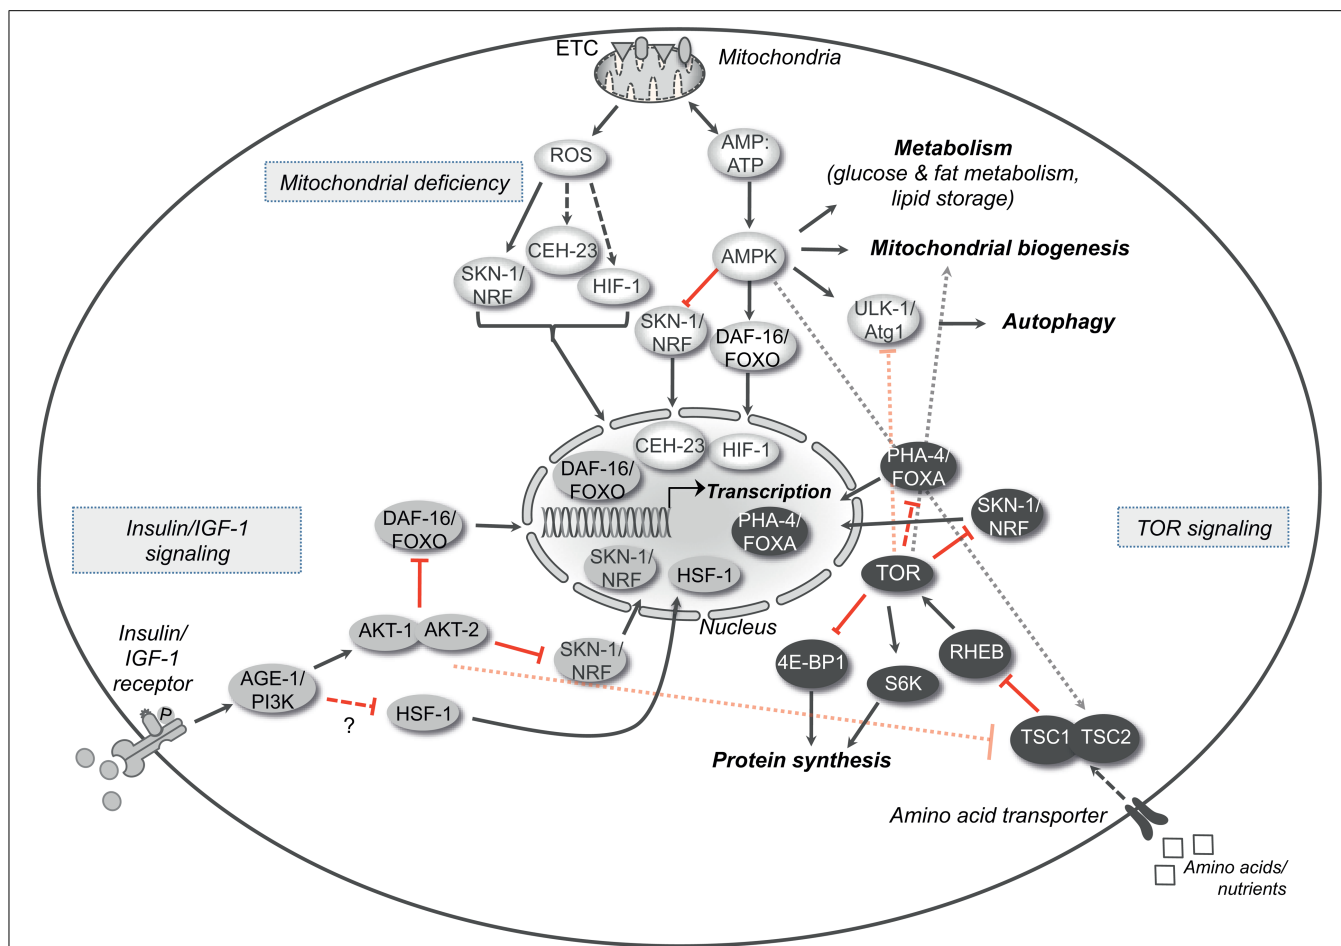 ETC
Mitochondria
ROS
AMP:
ATP
Metabolism
(glucose & fat metabolism,
lipid storage)
Mitochondrial deficiency
CEH-23
AMPK
Mitochondrial biogenesis
SKN-1/
NRF
HIF-1
SKN-1/
NRF
DAF-16/
FOXO
ULK-1/
Atg1
Autophagy
CEH-23
HIF-1
DAF-16/
FOXO
Transcription
PHA-4/
FOXA
PHA-4/
FOXA
SKN-1/
NRF
Insulin/IGF-1
signaling
DAF-16/
FOXO
TOR signaling
SKN-1/
NRF
HSF-1
TOR
Nucleus
Insulin/
IGF-1
receptor
AKT-1
AKT-2
SKN-1/
NRF
4E-BP1
RHEB
S6K
AGE-1/
PI3K
HSF-1
?
P
TSC1
TSC2
Protein synthesis
Amino acid transporter
Amino acids/
nutrients